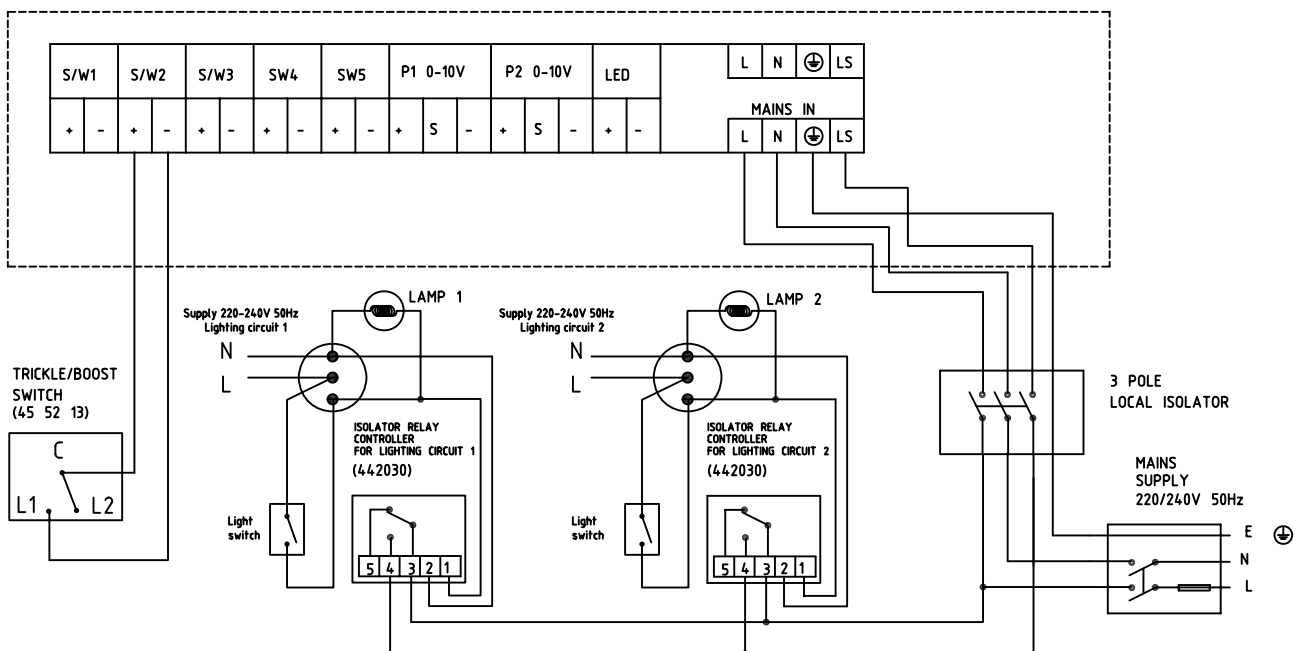 S/W1 S/W2 S/W3 SW4 SW5 P1 0-10V P2 0-10V LED
+ - + - + - + - + - + S - + S - + -
L N LS
MAINS IN
L N LS
LAMP 1
Supply 220-240V 50Hz
Lighting circuit 1
N
L
LAMP 2
Supply 220-240V 50Hz
Lighting circuit 2
N
L
TRICKLE/BOOST
SWITCH
(45 52 13)
C
L1 L2
Light
switch
ISOLATOR RELAY
CONTROLLER
FOR LIGHTING CIRCUIT 1
(442030)
5 4 3 2 1
Light
switch
ISOLATOR RELAY
CONTROLLER
FOR LIGHTING CIRCUIT 2
(442030)
5 4 3 2 1
3 POLE
LOCAL ISOLATOR
MAINS
SUPPLY
220/240V 50Hz
E
N
L